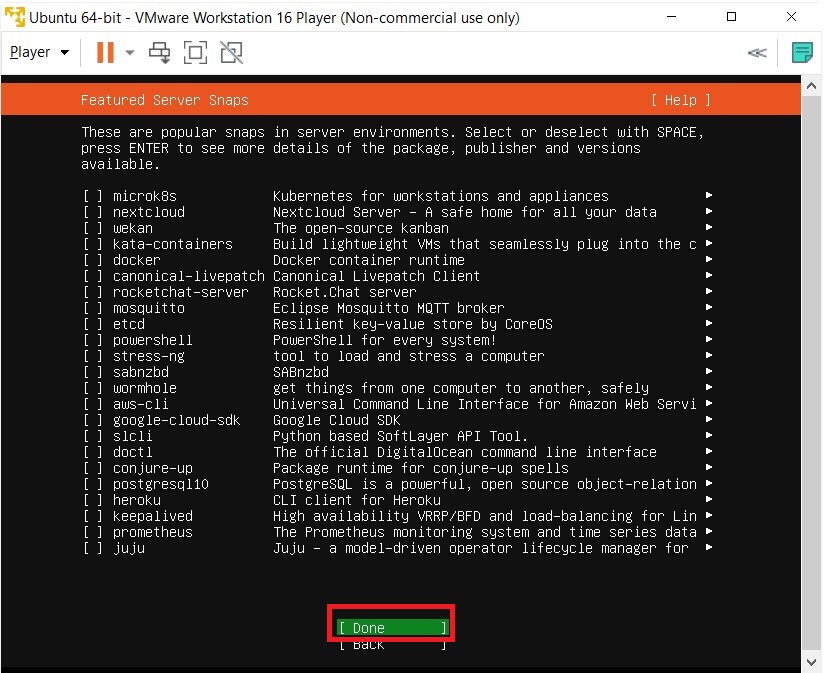 Ubuntu 64-bit - VMware Workstation 16 Player (Non-commercial use only)
Player
Featured Server Snaps [ Help ]
These are popular snaps in server environments. Select or deselect with SPACE,
press ENTER to see more details of the package, publisher and versions
available.
[ ] microk8s Kubernetes for workstations and appliances ▸
[ ] nextcloud Nextcloud Server - A safe home for all your data ▸
[ ] wekan The open-source kanban ▸
[ ] kata-containers Build lightweight VMs that seamlessly plug into the c ▸
[ ] docker Docker container runtime ▸
[ ] canonical-livepatch Canonical Livepatch Client ▸
[ ] rocketchat-server Rocket.Chat server ▸
[ ] mosquitto Eclipse Mosquitto MQTT broker ▸
[ ] etcd Resilient key-value store by CoreOS ▸
[ ] powershell PowerShell for every system! ▸
[ ] stress-ng tool to load and stress a computer ▸
[ ] sabnzbd SABnzbd ▸
[ ] wormhole get things from one computer to another, safely ▸
[ ] aws-cli Universal Command Line Interface for Amazon Web Servi ▸
[ ] google-cloud-sdk Google Cloud SDK ▸
[ ] slcli Python based SoftLayer API Tool. ▸
[ ] doctl The official DigitalOcean command line interface ▸
[ ] conjure-up Package runtime for conjure-up spells ▸
[ ] postgresql10 PostgreSQL is a powerful, open source object-relation ▸
[ ] heroku CLI client for Heroku ▸
[ ] keepalived High availability VRRP/BFD and load-balancing for Lin ▸
[ ] prometheus The Prometheus monitoring system and time series data ▸
[ ] juju Juju - a model-driven operator lifecycle manager for ▸
[ Done ]
[ Back ]